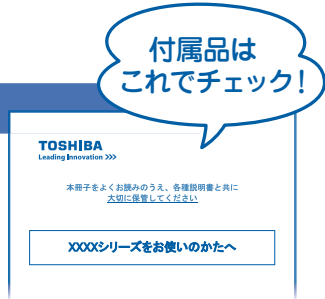 付属品は
これでチェック!
TOSHIBA
Leading Innovation >>>
本冊子をよくお読みのうえ、各種説明書と共に
大切に保管してください
XXXXシリーズをお使いのかたへ